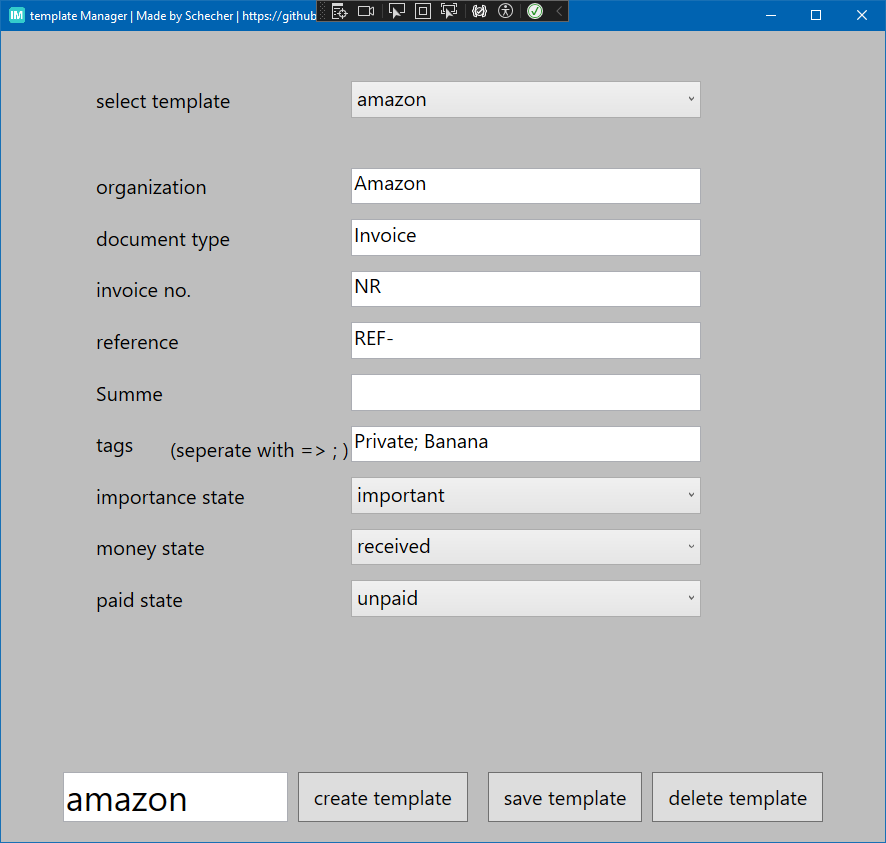 IM template Manager | Made by Schecher | https://github
select template amazon
organization Amazon
document type Invoice
invoice no. NR
reference REF-
Summe
tags (seperate with => ; ) Private; Banana
importance state important
money state received
paid state unpaid
amazon create template save template delete template